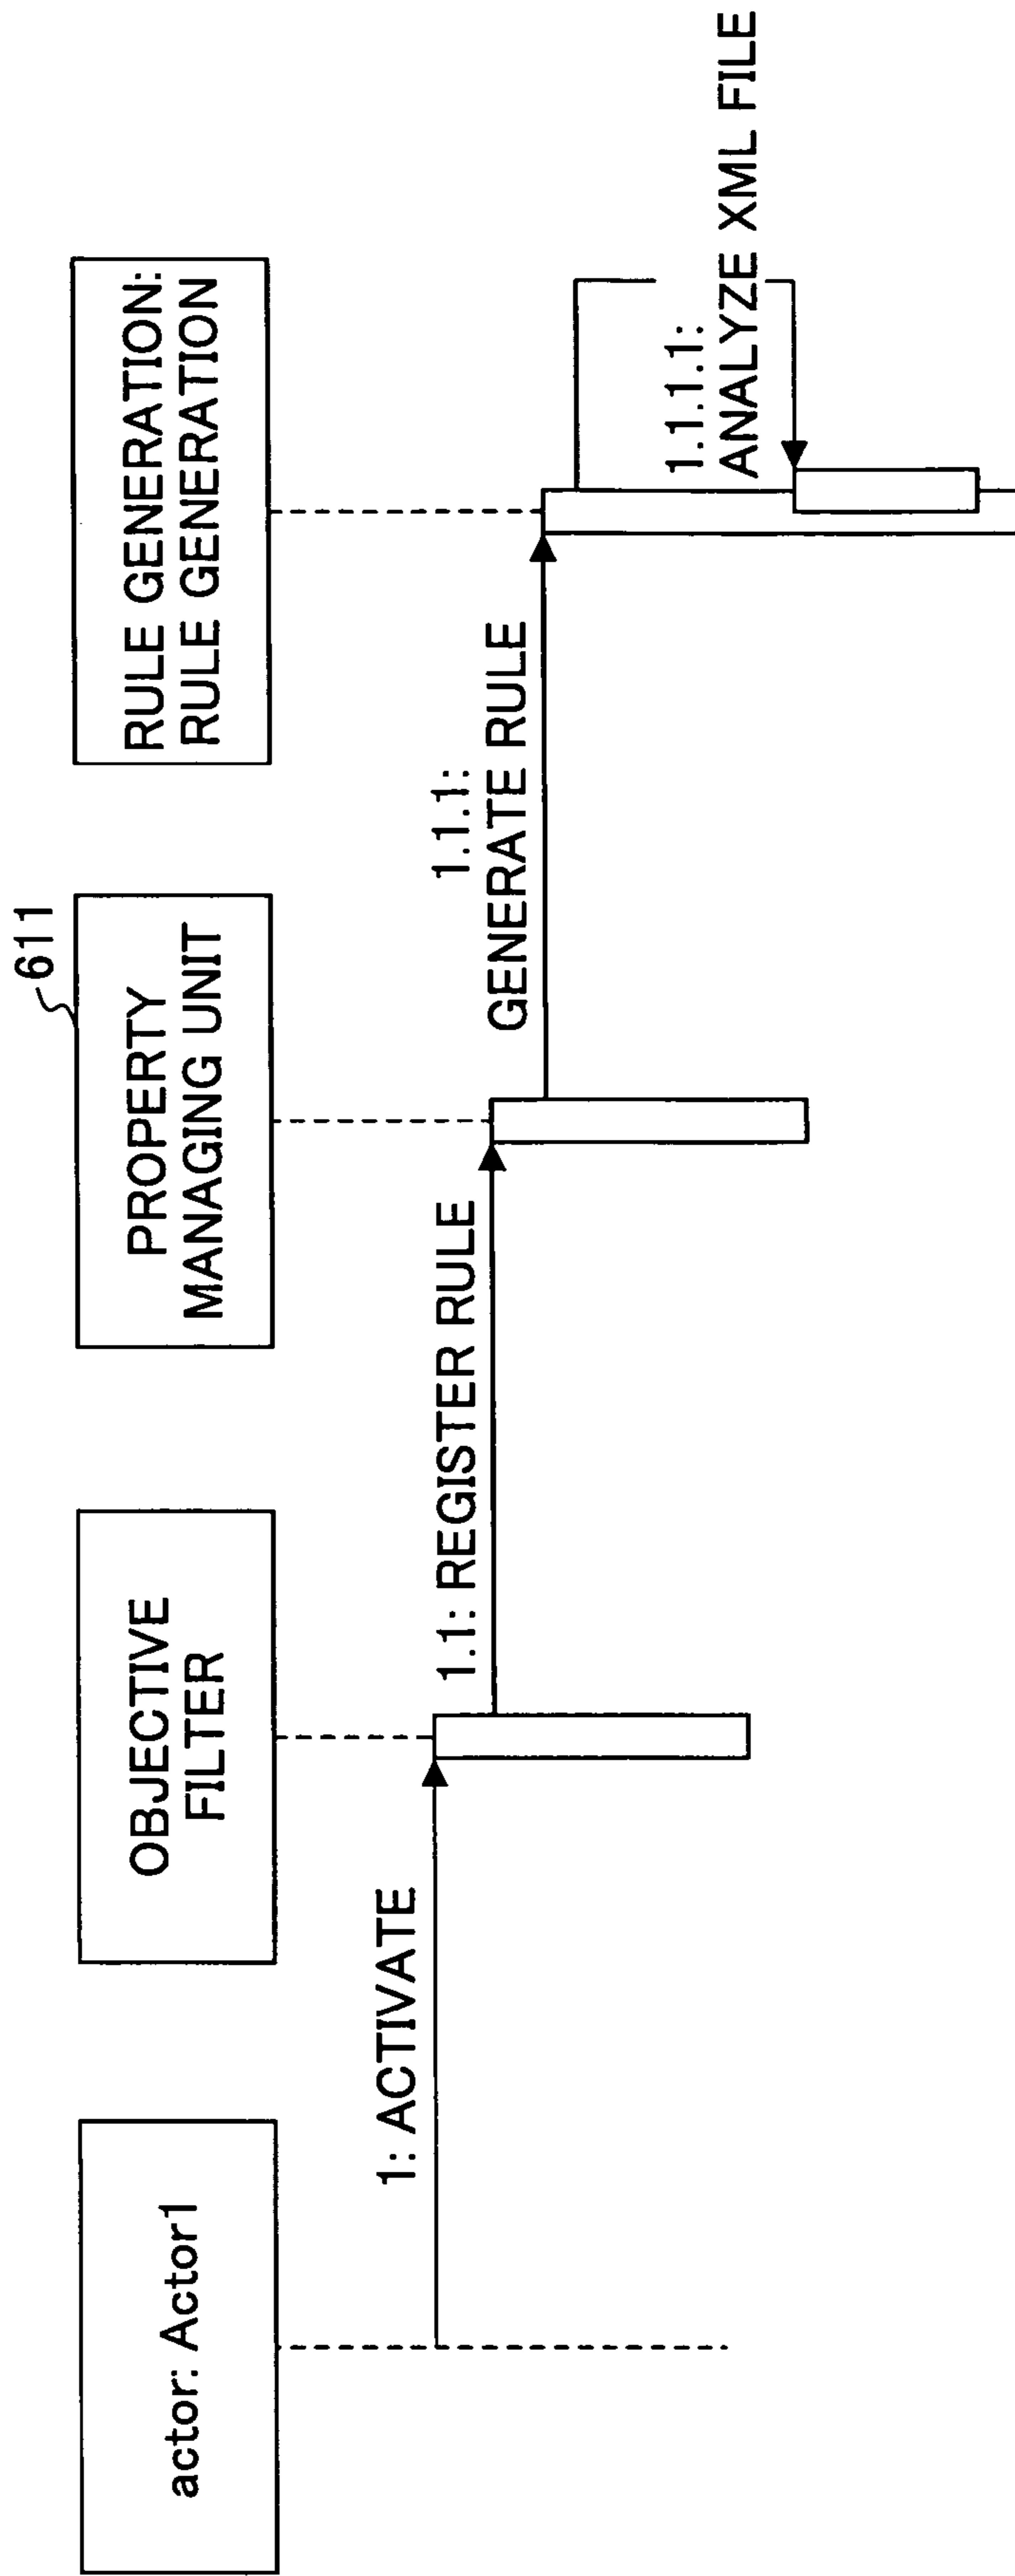 actor: Actor1
OBJECTIVE
FILTER
611
PROPERTY
MANAGING UNIT
RULE GENERATION:
RULE GENERATION
1: ACTIVATE
1.1: REGISTER RULE
1.1.1:
GENERATE RULE
1.1.1.1:
ANALYZE XML FILE